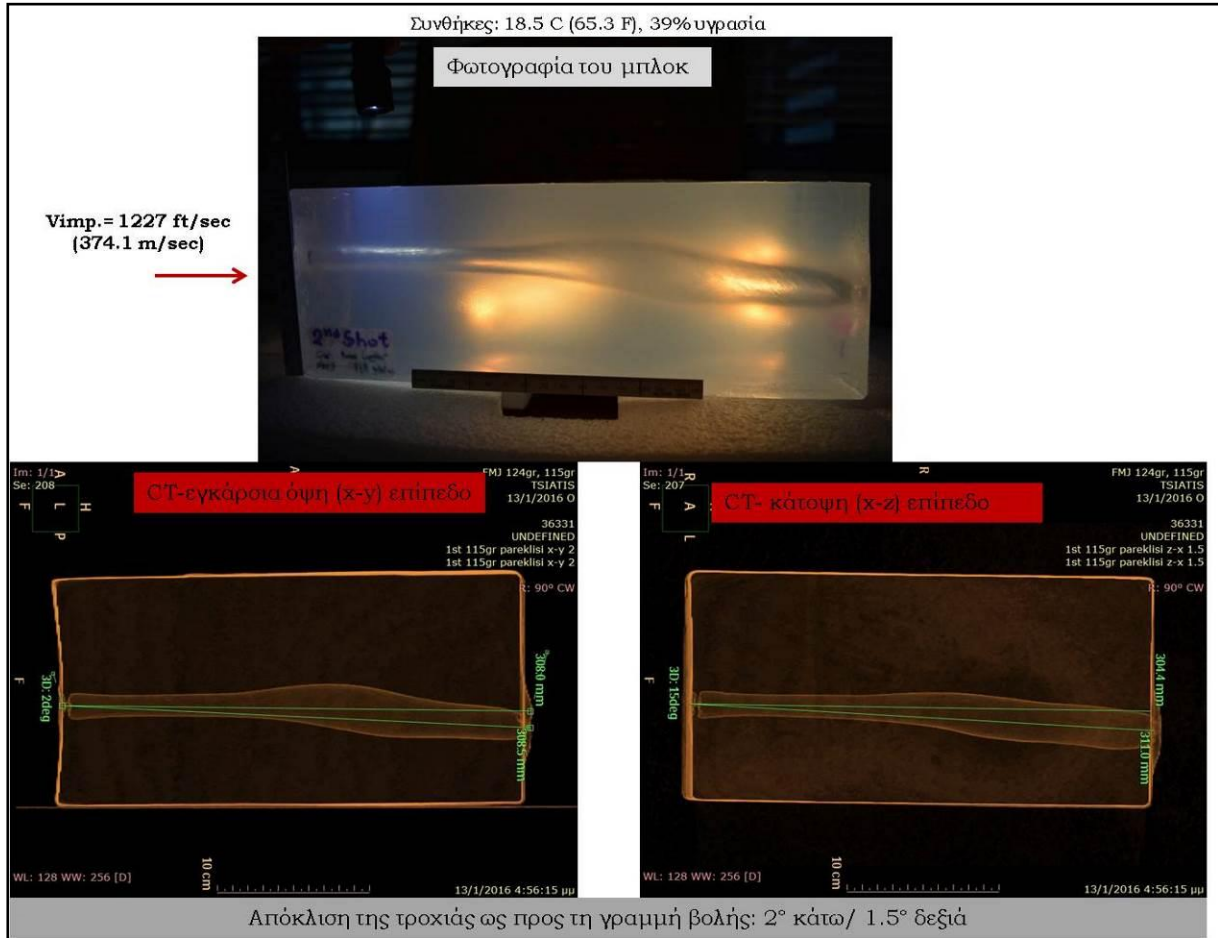 Συνθήκες: 18.5 C (65.3 F), 39% υγρασία
Φωτογραφία του μπλοκ
Vimp.= 1227 ft/sec
(374.1 m/sec)
2nd Shot
Im: 1/1
Se: 208
A
F
L
H
P
A
CT-εγκάρσια όψη (x-y) επίπεδο
FMJ 124gr, 115gr
TSIATIS
13/1/2016 O
36331
UNDEFINED
1st 115gr pareklisi x-y 2
1st 115gr pareklisi x-y 2
R: 90º CW
F
3D: 2deg
308.0 mm
308.5 mm
10 cm
WL: 128 WW: 256 [D]
13/1/2016 4:56:15 μμ
Im: 1/1
Se: 207
R
F
A
L
R
CT- κάτοψη (x-z) επίπεδο
FMJ 124gr, 115gr
TSIATIS
13/1/2016 O
36331
UNDEFINED
1st 115gr pareklisi z-x 1.5
1st 115gr pareklisi z-x 1.5
R: 90º CW
F
3D: 15deg
304.4 mm
311.0 mm
10 cm
WL: 128 WW: 256 [D]
13/1/2016 4:56:15 μμ
Απόκλιση της τροχιάς ως προς τη γραμμή βολής: 2° κάτω/ 1.5° δεξιά